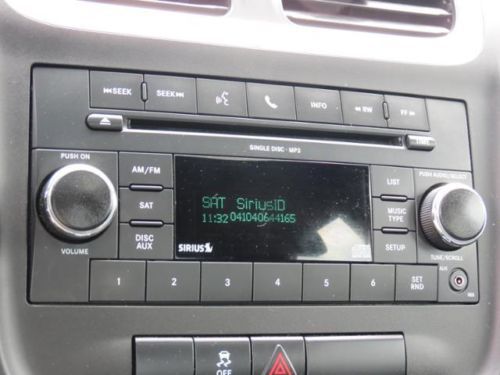 SEEK
SEEK
INFO
RW
FF
SINGLE DISC • MP3
PUSH ON
VOLUME
AM/FM
SAT
DISC
AUX
SAT SiriusID
11:32 041040644165
SIRIUS
LIST
MUSIC
TYPE
SETUP
PUSH AUDIO/SELECT
TUNE/SCROLL
1 2 3 4 5 6
SET
RND
OFF